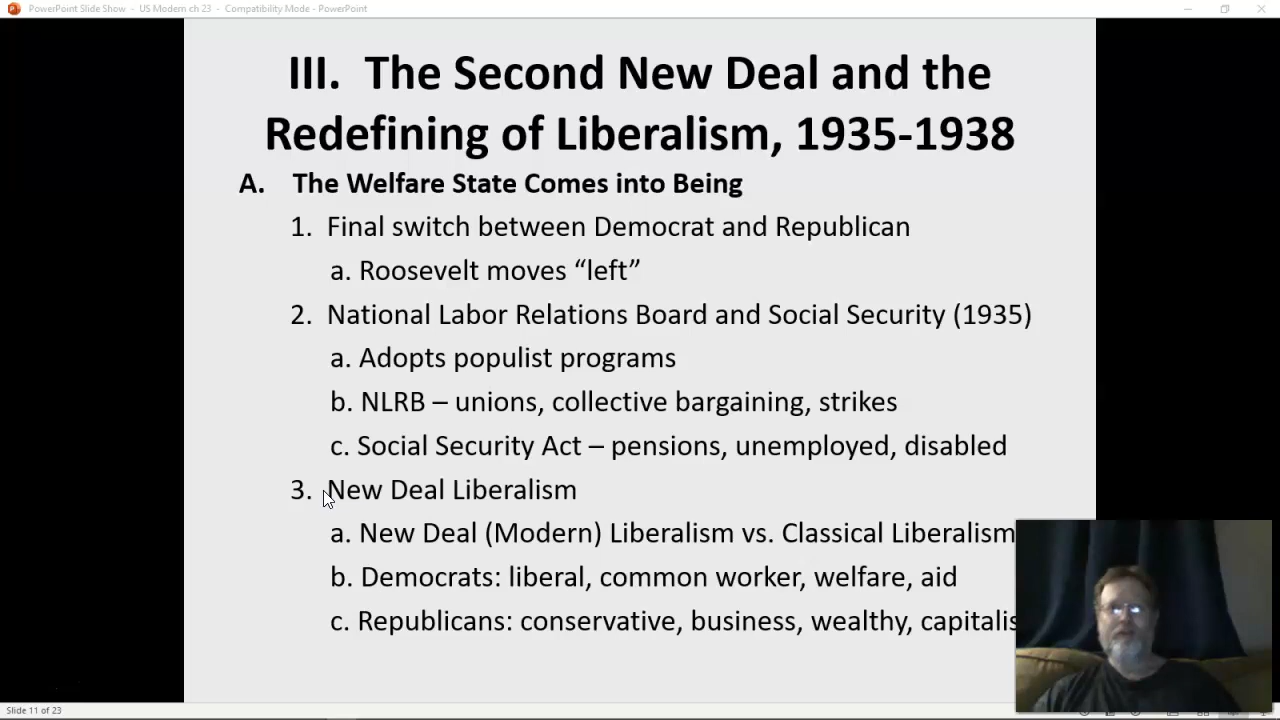 PowerPoint Slide Show - US Modern ch 23 - Compatibility Mode - PowerPoint
III. The Second New Deal and the
Redefining of Liberalism, 1935-1938
A. The Welfare State Comes into Being
1. Final switch between Democrat and Republican
a. Roosevelt moves “left”
2. National Labor Relations Board and Social Security (1935)
a. Adopts populist programs
b. NLRB – unions, collective bargaining, strikes
c. Social Security Act – pensions, unemployed, disabled
3. New Deal Liberalism
a. New Deal (Modern) Liberalism vs. Classical Liberalism
b. Democrats: liberal, common worker, welfare, aid
c. Republicans: conservative, business, wealthy, capitalis
Slide 11 of 23